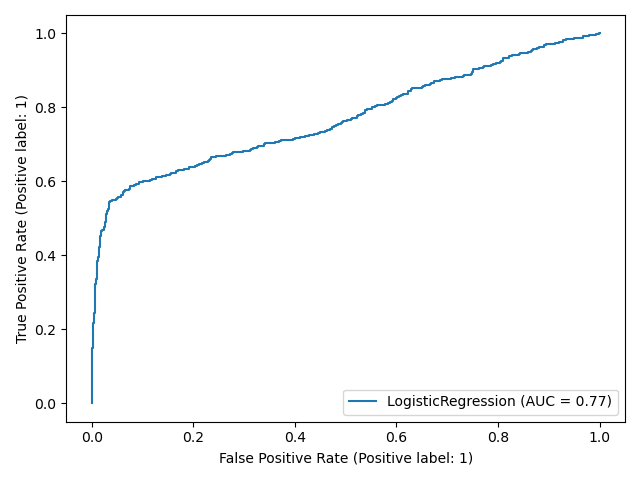 1.0
0.8
0.6
0.4
0.2
0.0
True Positive Rate (Positive label: 1)
LogisticRegression (AUC = 0.77)
0.0 0.2 0.4 0.6 0.8 1.0
False Positive Rate (Positive label: 1)